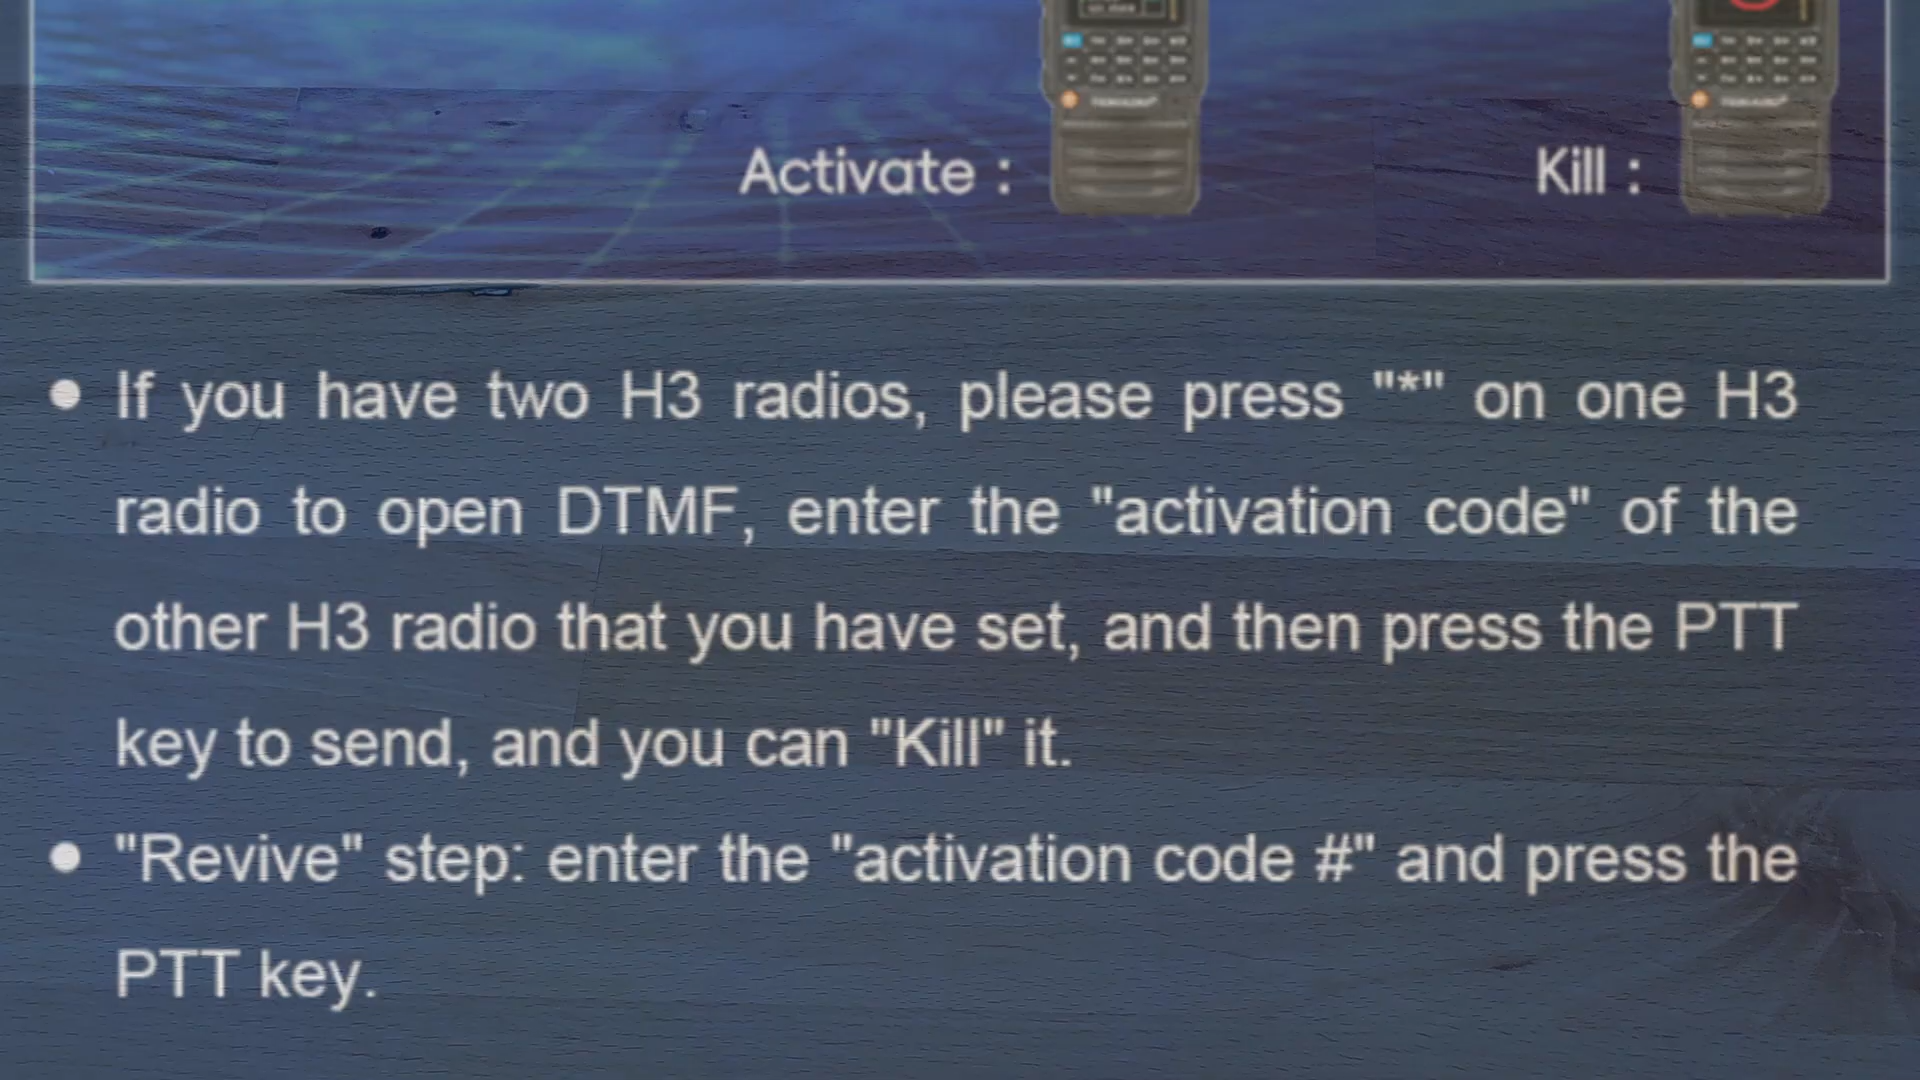 Activate :
Kill :
● If you have two H3 radios, please press "*" on one H3
radio to open DTMF, enter the "activation code" of the
other H3 radio that you have set, and then press the PTT
key to send, and you can "Kill" it.
● "Revive" step: enter the "activation code #" and press the
PTT key.